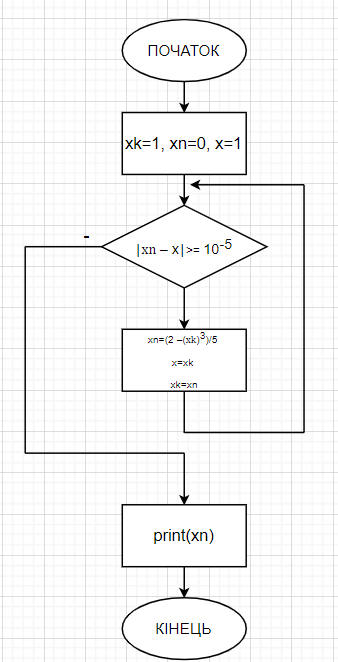 ПОЧАТОК
xk=1, xn=0, x=1
|xn – x|>= 10^-5
-
xn=(2 –(xk)^3)/5
x=xk
xk=xn
print(xn)
КІНЕЦЬ